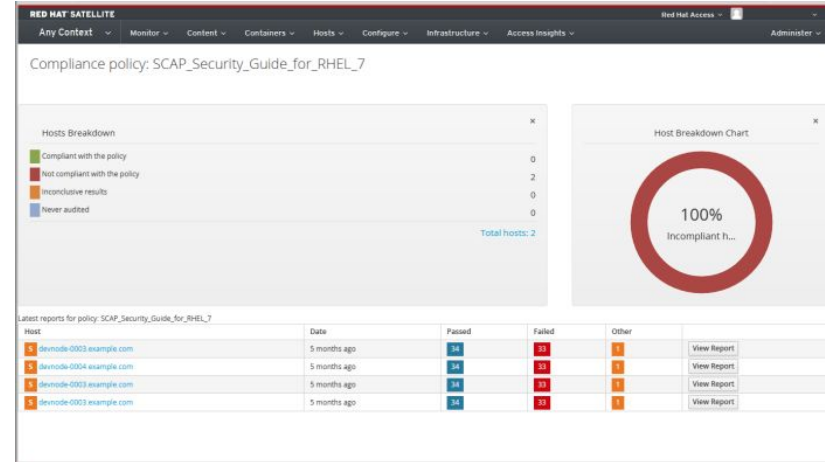 RED HAT SATELLITE Red Hat Access
Any Context Monitor Content Containers Hosts Configure Infrastructure Access Insights Administer
Compliance policy: SCAP_Security_Guide_for_RHEL_7
Hosts Breakdown
Compliant with the policy 0
Not compliant with the policy 2
Inconclusive results 0
Never audited 0
Total hosts: 2
Host Breakdown Chart
100%
Incompliant h...
Latest reports for policy: SCAP_Security_Guide_for_RHEL_7
Host Date Passed Failed Other
S devnode-0003.example.com 5 months ago 34 33 1 View Report
S devnode-0004.example.com 5 months ago 34 33 1 View Report
S devnode-0003.example.com 5 months ago 34 33 1 View Report
S devnode-0003.example.com 5 months ago 34 33 1 View Report